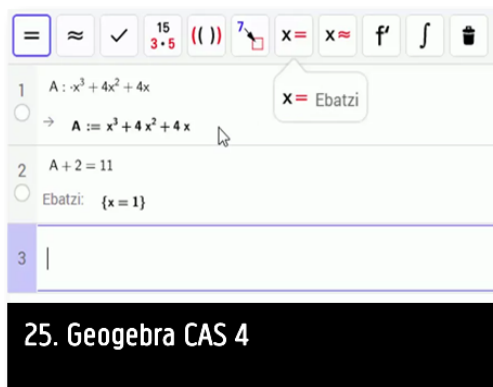 = ≈ ✓ 15 3·5 (( )) 7 x= x≈ f′ ∫
1 A : ·x³ + 4x² + 4x
x= Ebatzi
→ A := x³ + 4 x² + 4 x
2 A + 2 = 11
Ebatzi: {x = 1}
3
25. Geogebra CAS 4